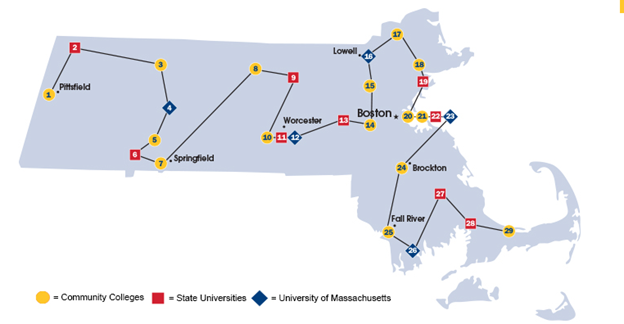 17
2
Lowell
16
3
18
8
9
19
1
Pittsfield
15
4
Worcester
Boston
20
21
22
23
13
14
5
10
11
12
6
7
Springfield
24
Brockton
27
Fall River
28
25
29
26
= Community Colleges
= State Universities
= University of Massachusetts